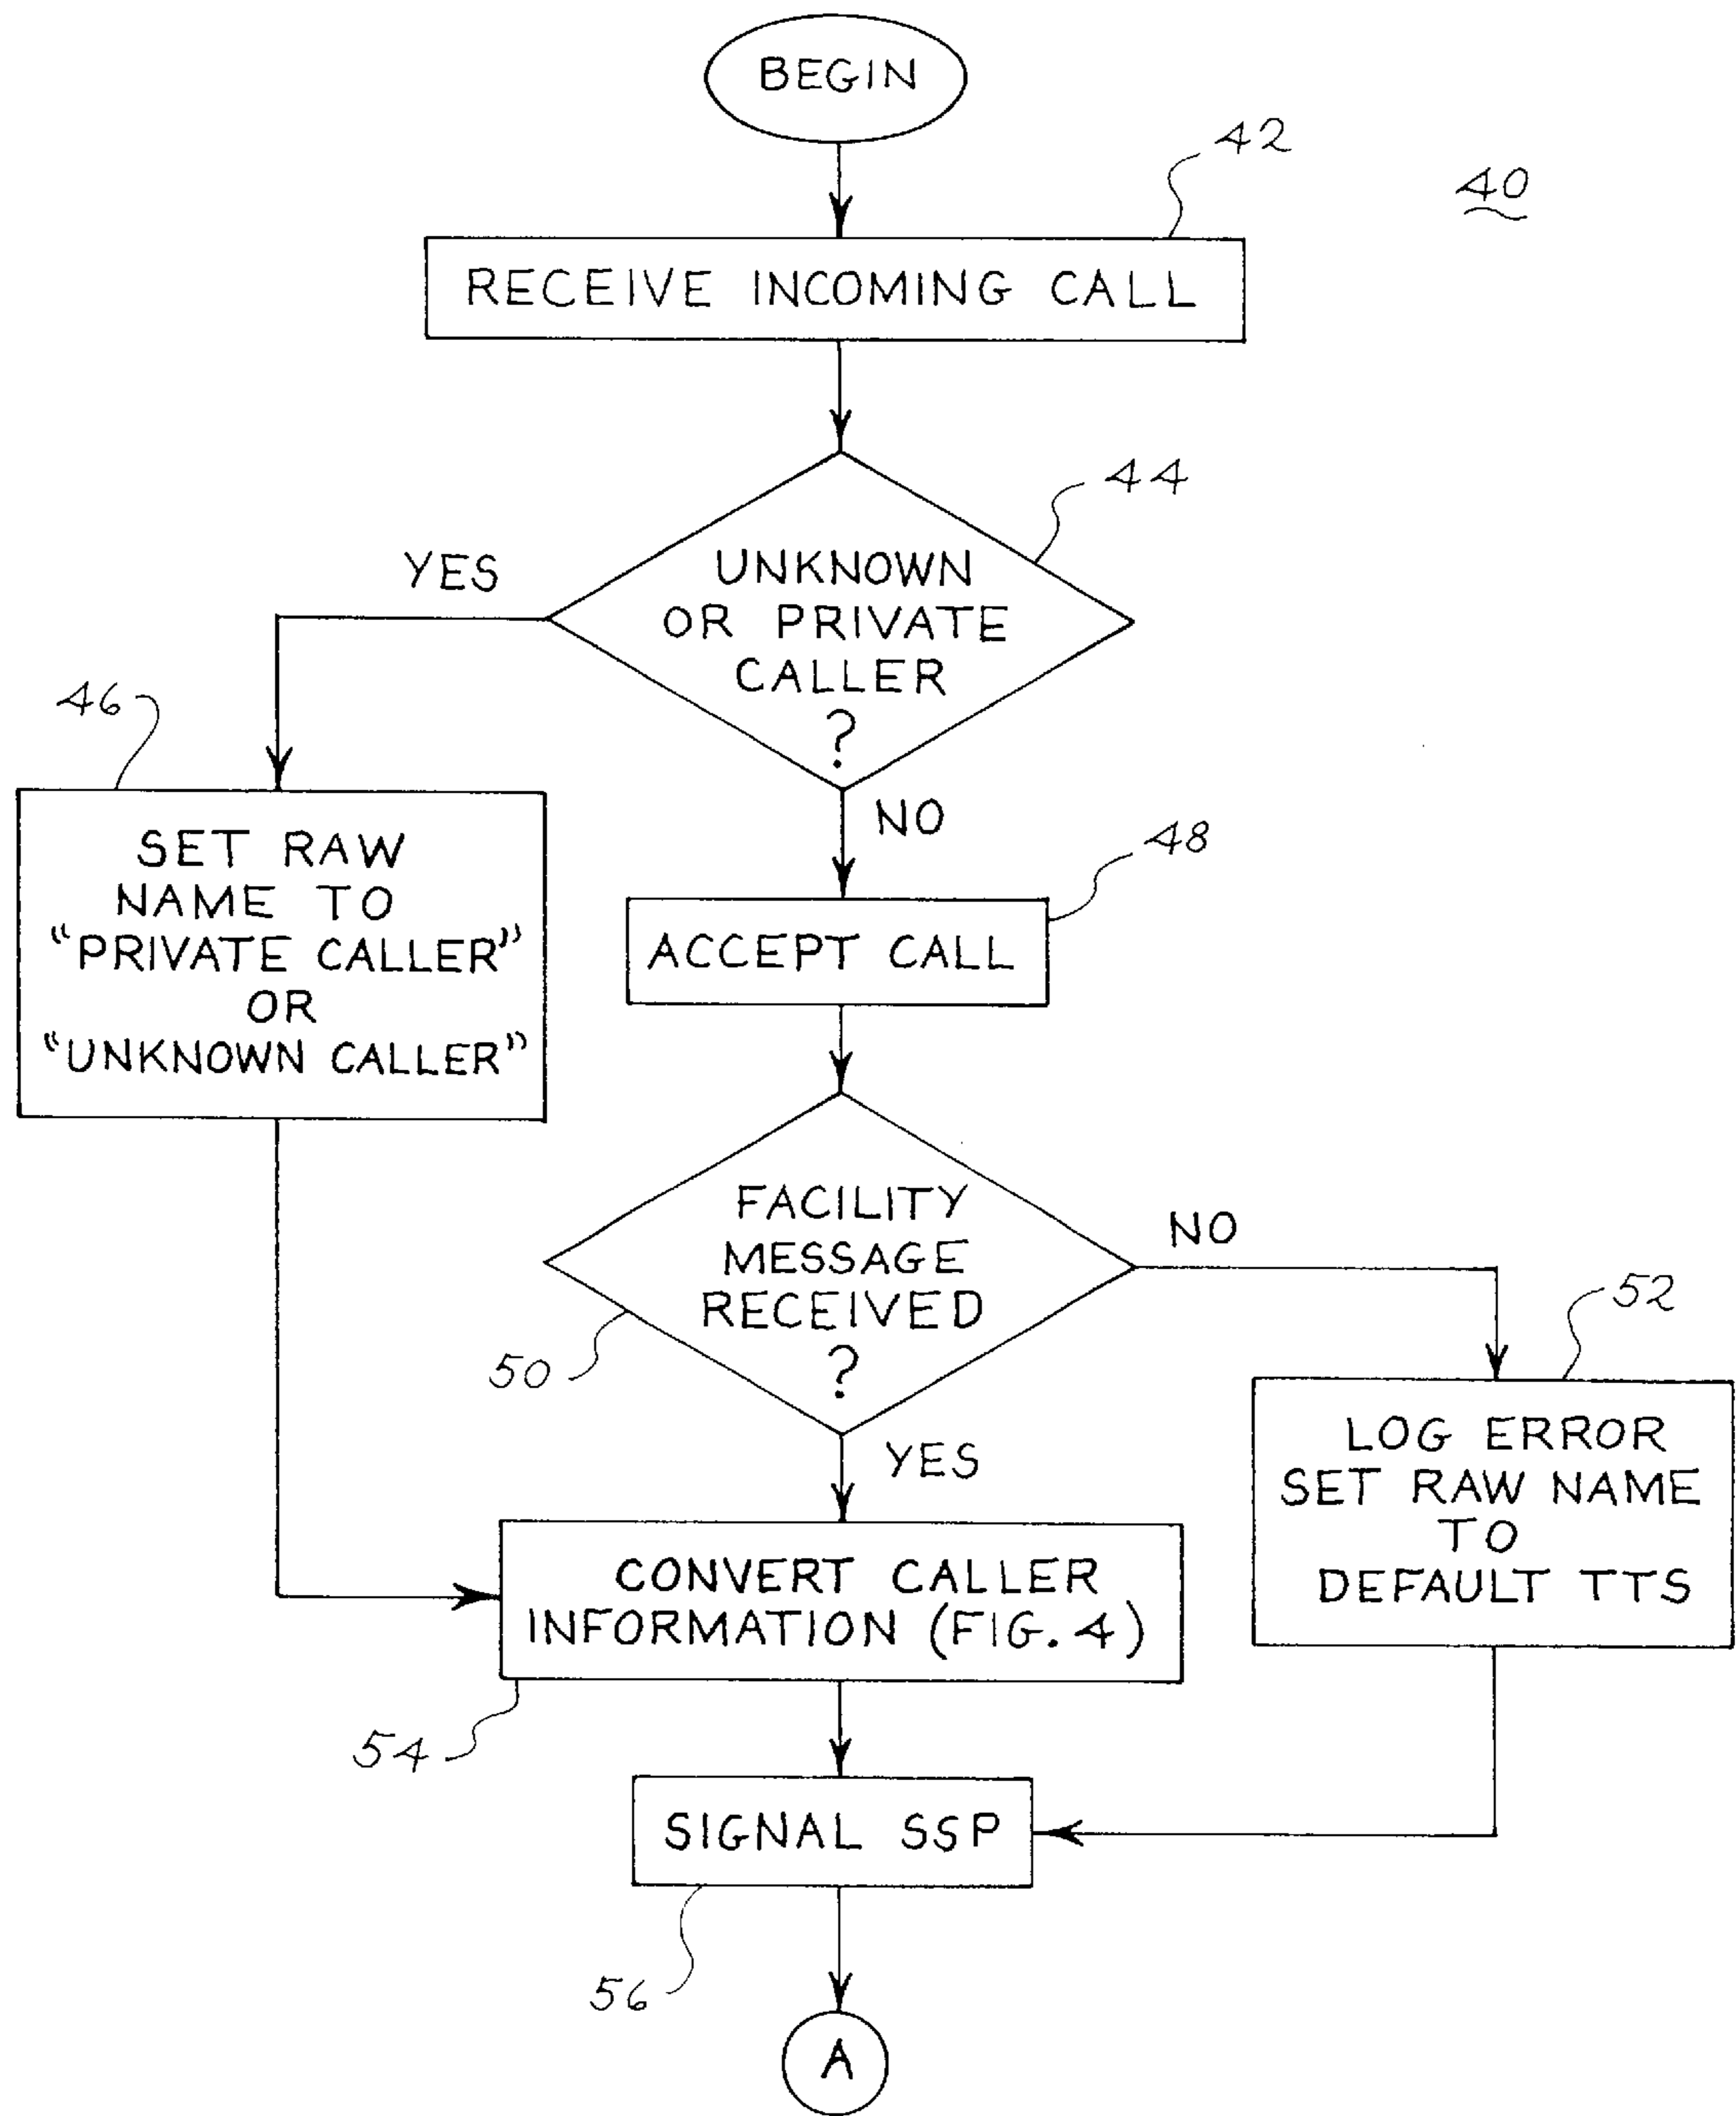 BEGIN
42
40
RECEIVE INCOMING CALL
44
YES
UNKNOWN
OR PRIVATE
CALLER
?
46
NO
48
SET RAW
NAME TO
"PRIVATE CALLER"
OR
"UNKNOWN CALLER"
ACCEPT CALL
FACILITY
MESSAGE
RECEIVED
?
NO
50
52
YES
LOG ERROR
SET RAW NAME
TO
DEFAULT TTS
CONVERT CALLER
INFORMATION (FIG. 4)
54
SIGNAL SSP
56
A